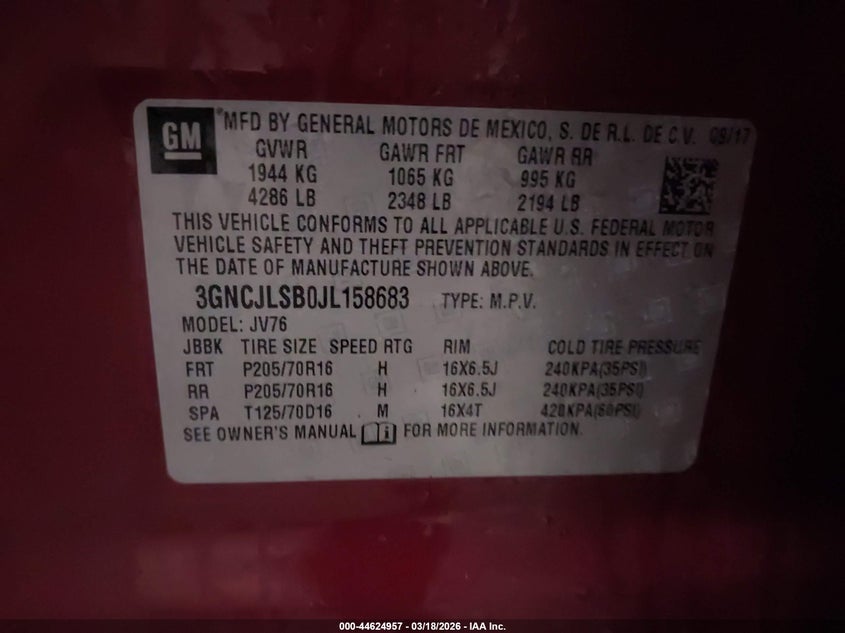 GM
MFD BY GENERAL MOTORS DE MEXICO, S. DE R.L. DE C.V. 09/17
GVWR GAWR FRT GAWR RR
1944 KG 1065 KG 995 KG
4286 LB 2348 LB 2194 LB
THIS VEHICLE CONFORMS TO ALL APPLICABLE U.S. FEDERAL MOTOR
VEHICLE SAFETY AND THEFT PREVENTION STANDARDS IN EFFECT ON
THE DATE OF MANUFACTURE SHOWN ABOVE.
3GNCJLSB0JL158683 TYPE: M.P.V.
MODEL: JV76
JBBK TIRE SIZE SPEED RTG RIM COLD TIRE PRESSURE
FRT P205/70R16 H 16X6.5J 240KPA(35PSI)
RR P205/70R16 H 16X6.5J 240KPA(35PSI)
SPA T125/70D16 M 16X4T 420KPA(60PSI)
SEE OWNER'S MANUAL FOR MORE INFORMATION.
000-44624957 - 03/18/2026 - IAA Inc.